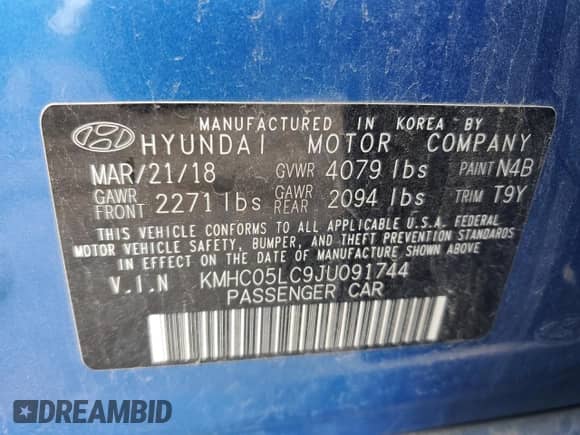 MANUFACTURED IN KOREA BY
HYUNDAI MOTOR COMPANY
MAR/21/18 GVWR 4079 lbs PAINT N4B
GAWR FRONT 2271 lbs GAWR REAR 2094 lbs TRIM T9Y
THIS VEHICLE CONFORMS TO ALL APPLICABLE U.S.A. FEDERAL
MOTOR VEHICLE SAFETY, BUMPER, AND THEFT PREVENTION STANDARDS
IN EFFECT ON THE DATE OF MANUFACTURE SHOWN ABOVE.
V.I.N KMHC05LC9JU091744
PASSENGER CAR
DREAMBID